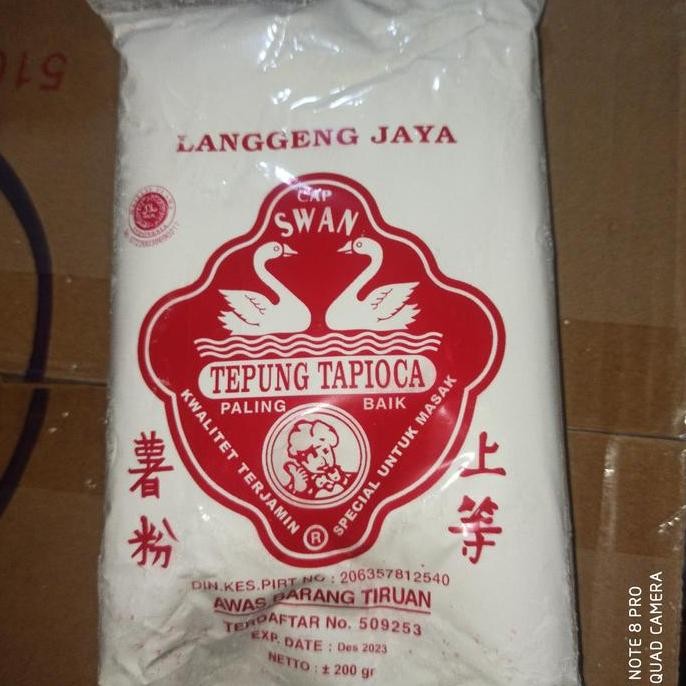 LANGGENG JAYA
CAP
SWAN
TEPUNG TAPIOCA
PALING BAIK
KWALITET TERJAMIN
SPECIAL UNTUK MASAK
®
薯粉
上等
DIN.KES.PIRT NO : 206357812540
AWAS BARANG TIRUAN
TERDAFTAR No. 509253
EXP. DATE : Des 2023
NETTO : ± 200 gr
516
NOTE 8 PRO
QUAD CAMERA